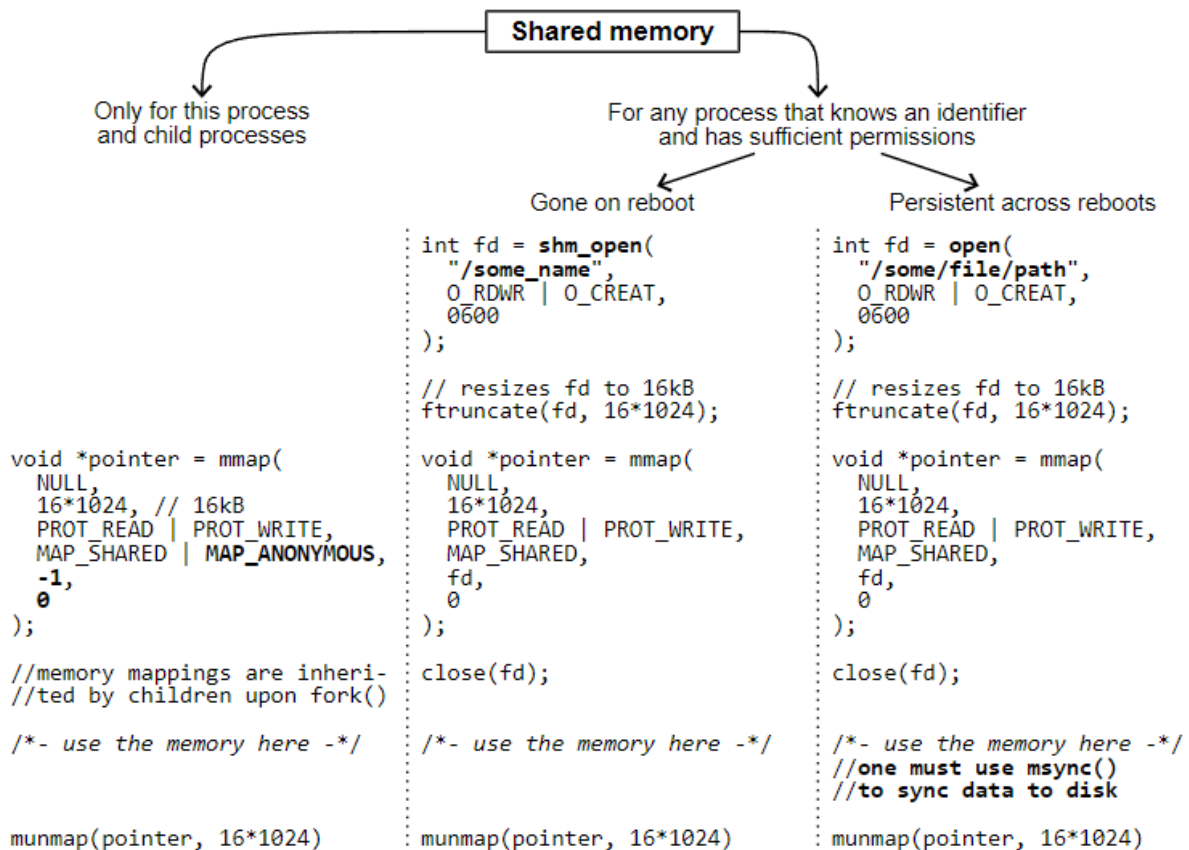 Shared memory
Only for this process
and child processes
For any process that knows an identifier
and has sufficient permissions
Gone on reboot
Persistent across reboots
void *pointer = mmap(
NULL,
16*1024, // 16kB
PROT_READ | PROT_WRITE,
MAP_SHARED | MAP_ANONYMOUS,
-1,
0
);
//memory mappings are inheri-
//ted by children upon fork()
/*- use the memory here -*/
munmap(pointer, 16*1024)
int fd = shm_open(
"/some_name",
O_RDWR | O_CREAT,
0600
);
// resizes fd to 16kB
ftruncate(fd, 16*1024);
void *pointer = mmap(
NULL,
16*1024,
PROT_READ | PROT_WRITE,
MAP_SHARED,
fd,
0
);
close(fd);
/*- use the memory here -*/
munmap(pointer, 16*1024)
int fd = open(
"/some/file/path",
O_RDWR | O_CREAT,
0600
);
// resizes fd to 16kB
ftruncate(fd, 16*1024);
void *pointer = mmap(
NULL,
16*1024,
PROT_READ | PROT_WRITE,
MAP_SHARED,
fd,
0
);
close(fd);
/*- use the memory here -*/
//one must use msync()
//to sync data to disk
munmap(pointer, 16*1024)